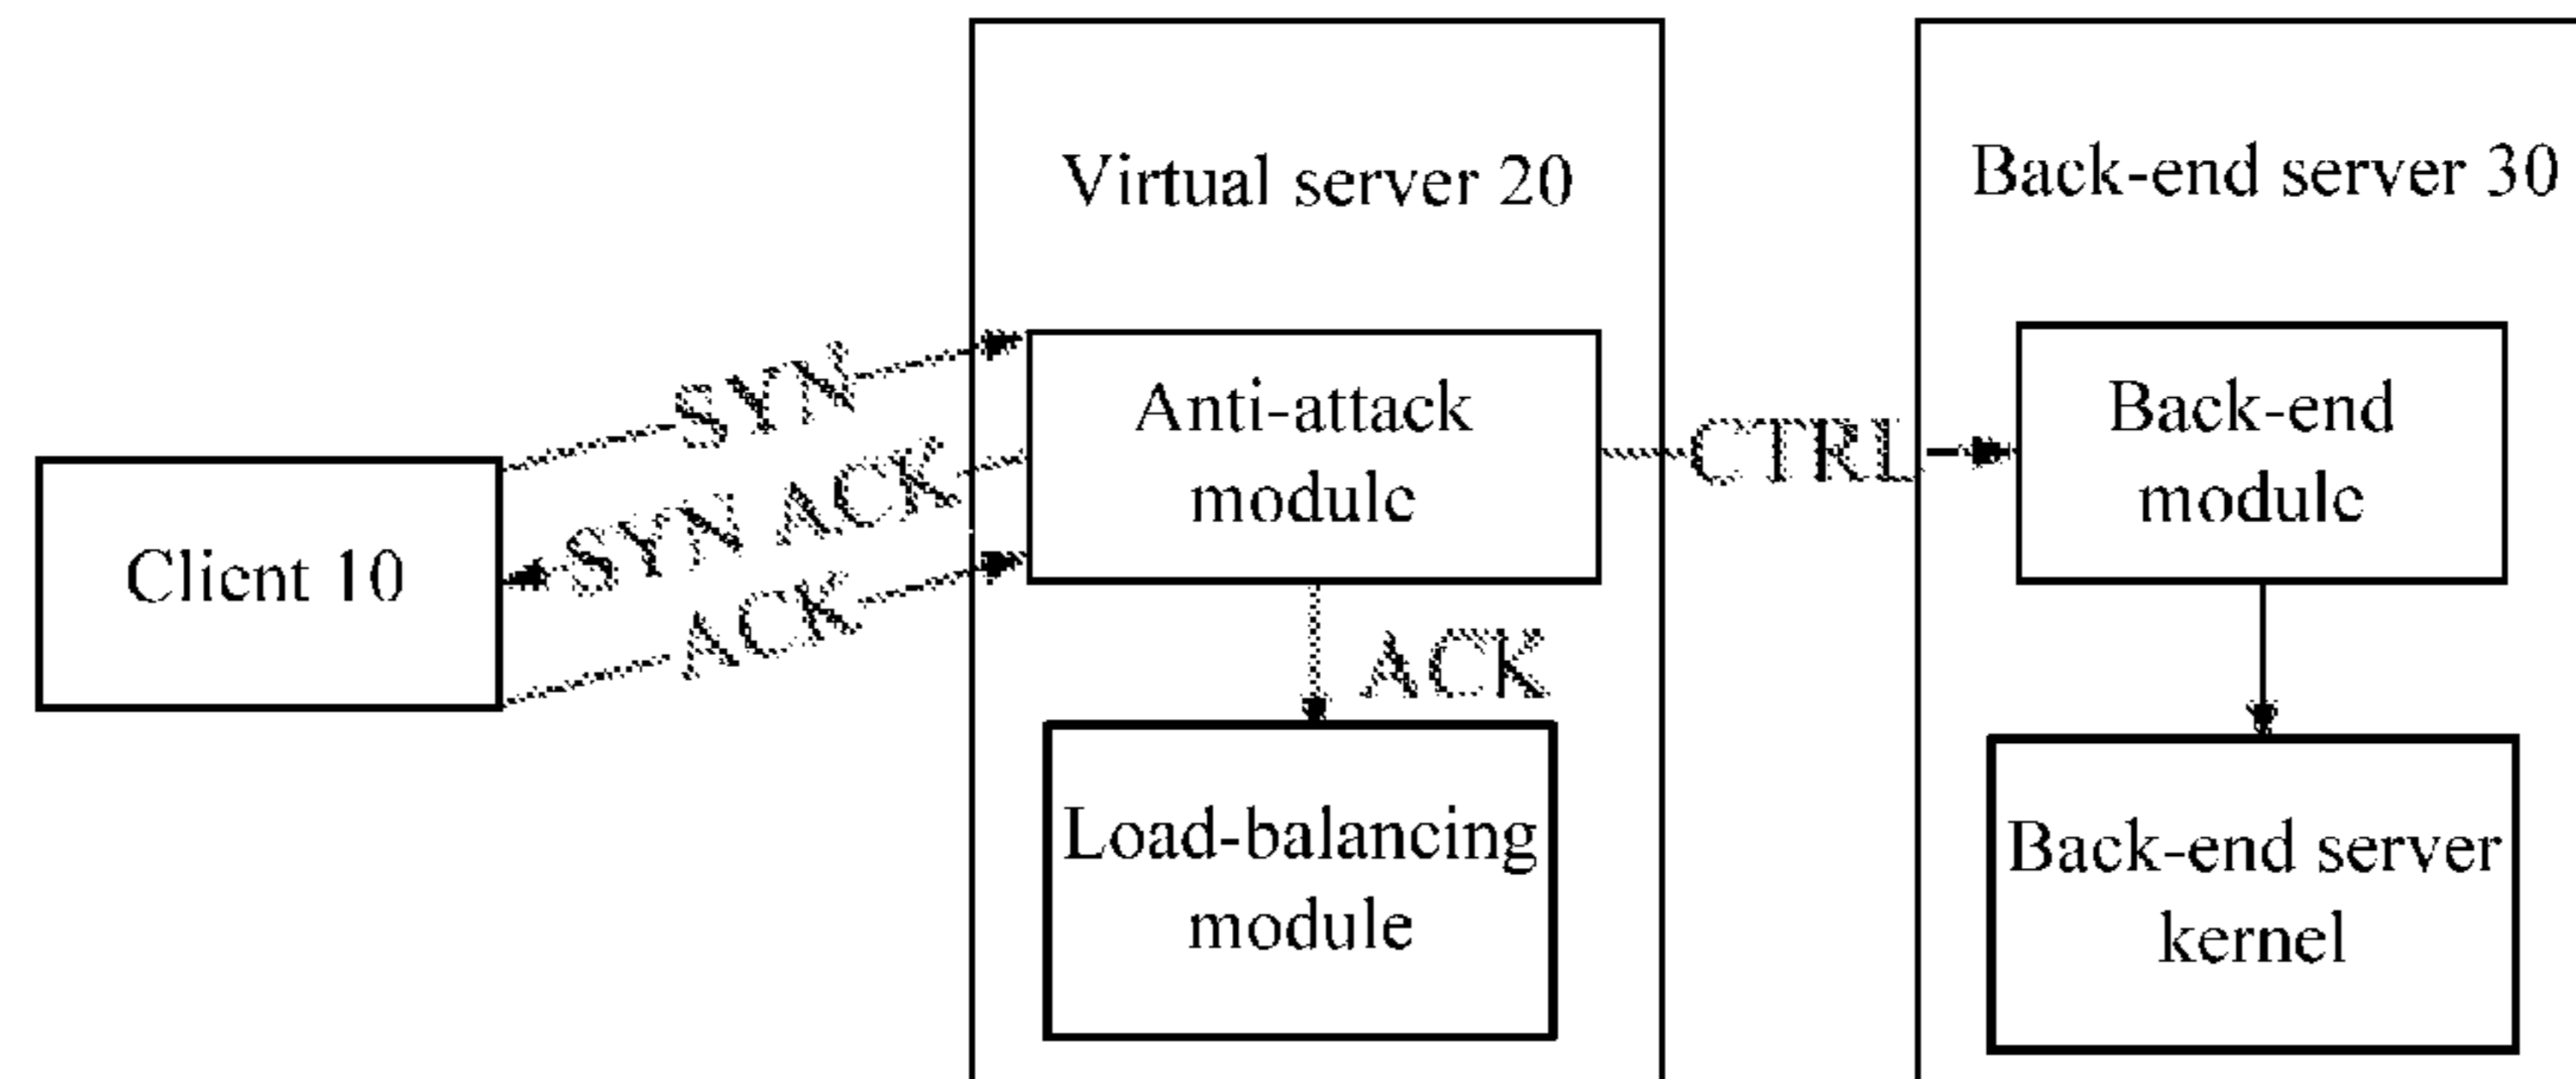 Virtual server 20
Back-end server 30
SYN
SYN ACK
ACK
Client 10
Anti-attack
module
CTRL
Back-end
module
ACK
Load-balancing
module
Back-end server
kernel